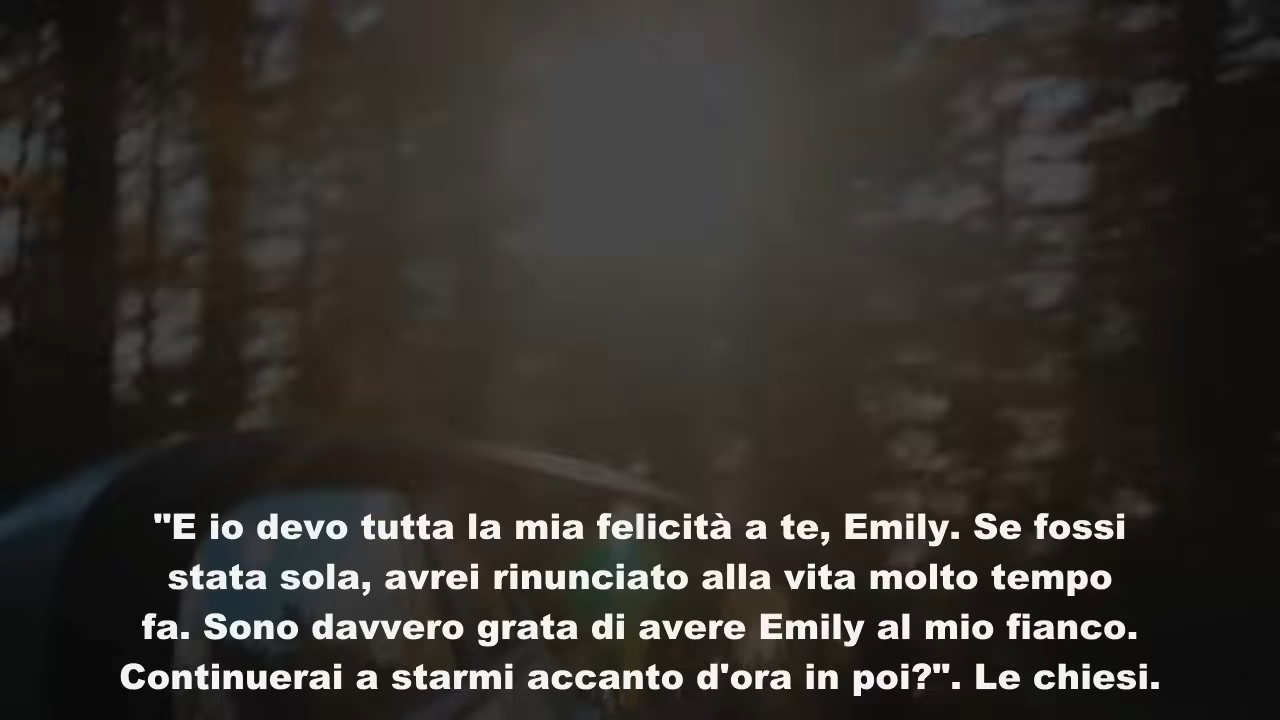 "E io devo tutta la mia felicità a te, Emily. Se fossi
stata sola, avrei rinunciato alla vita molto tempo
fa. Sono davvero grata di avere Emily al mio fianco.
Continuerai a starmi accanto d'ora in poi?". Le chiesi.